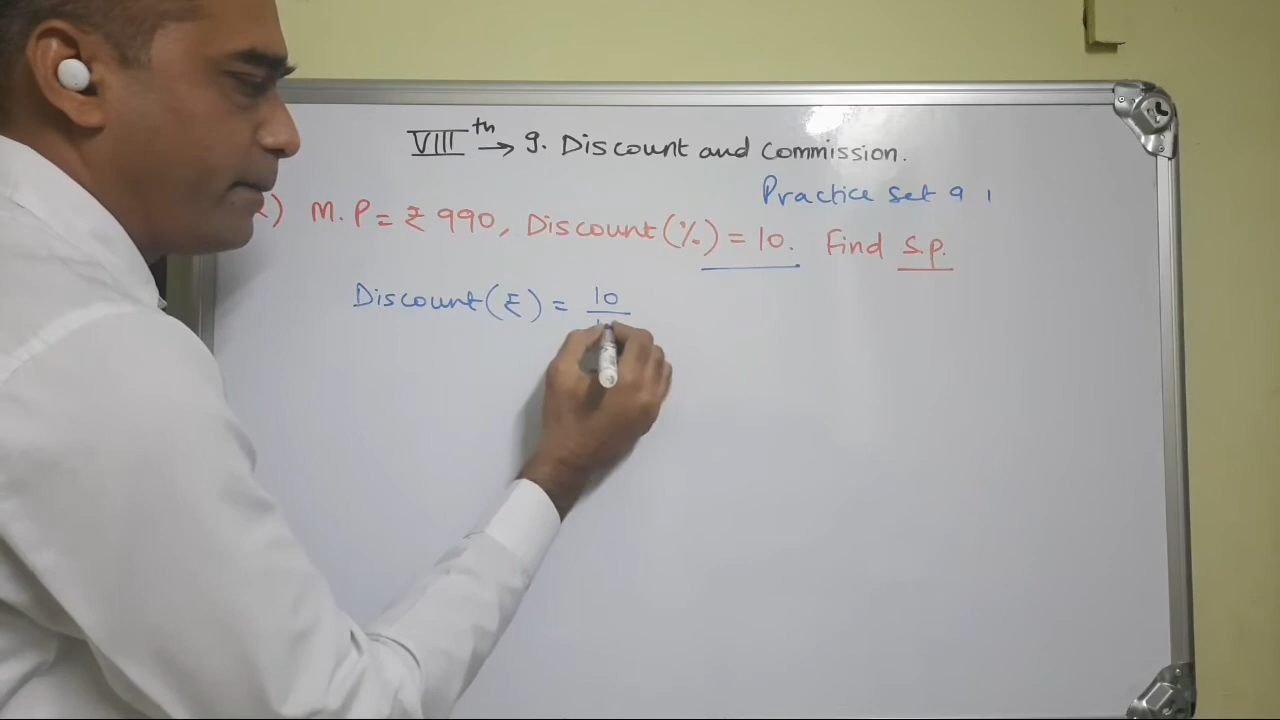 VIIIth → 9. Discount and commission.
Practice set 9 1
) M.P = ₹ 990, Discount (%) = 10. Find S.P.
Discount (₹) = 10